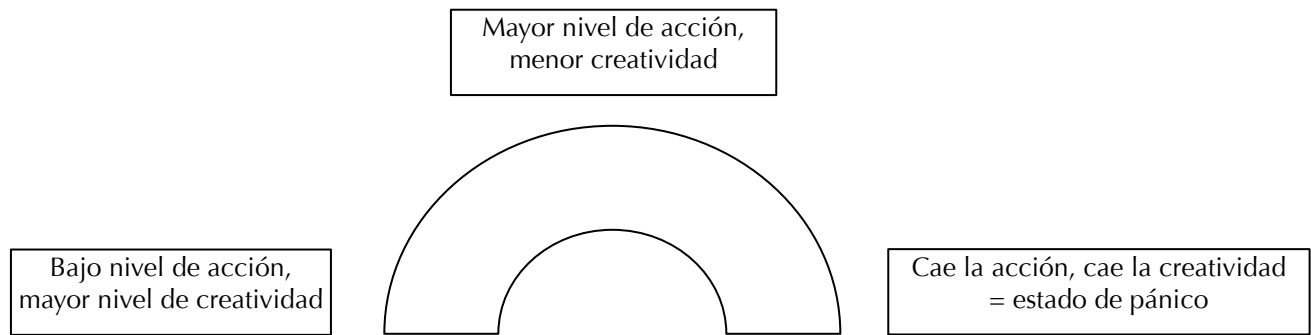 Mayor nivel de acción,
menor creatividad
Bajo nivel de acción,
mayor nivel de creatividad
Cae la acción, cae la creatividad
= estado de pánico